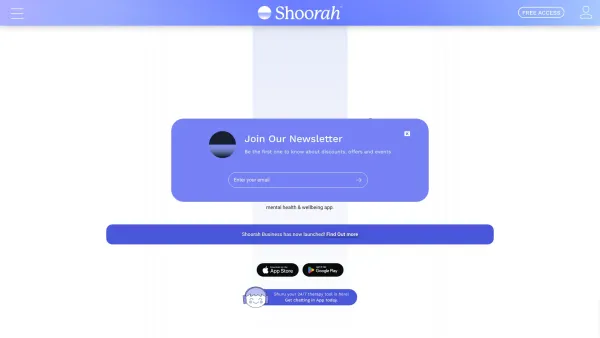 Shoorah
FREE ACCESS
Join Our Newsletter
Be the first one to know about discounts, offers and events
Enter your email
mental health & wellbeing app.
Shoorah Business has now launched! Find Out more
App Store
Google Play
Shuru your 24/7 therapy tool is here!
Get chatting in App today